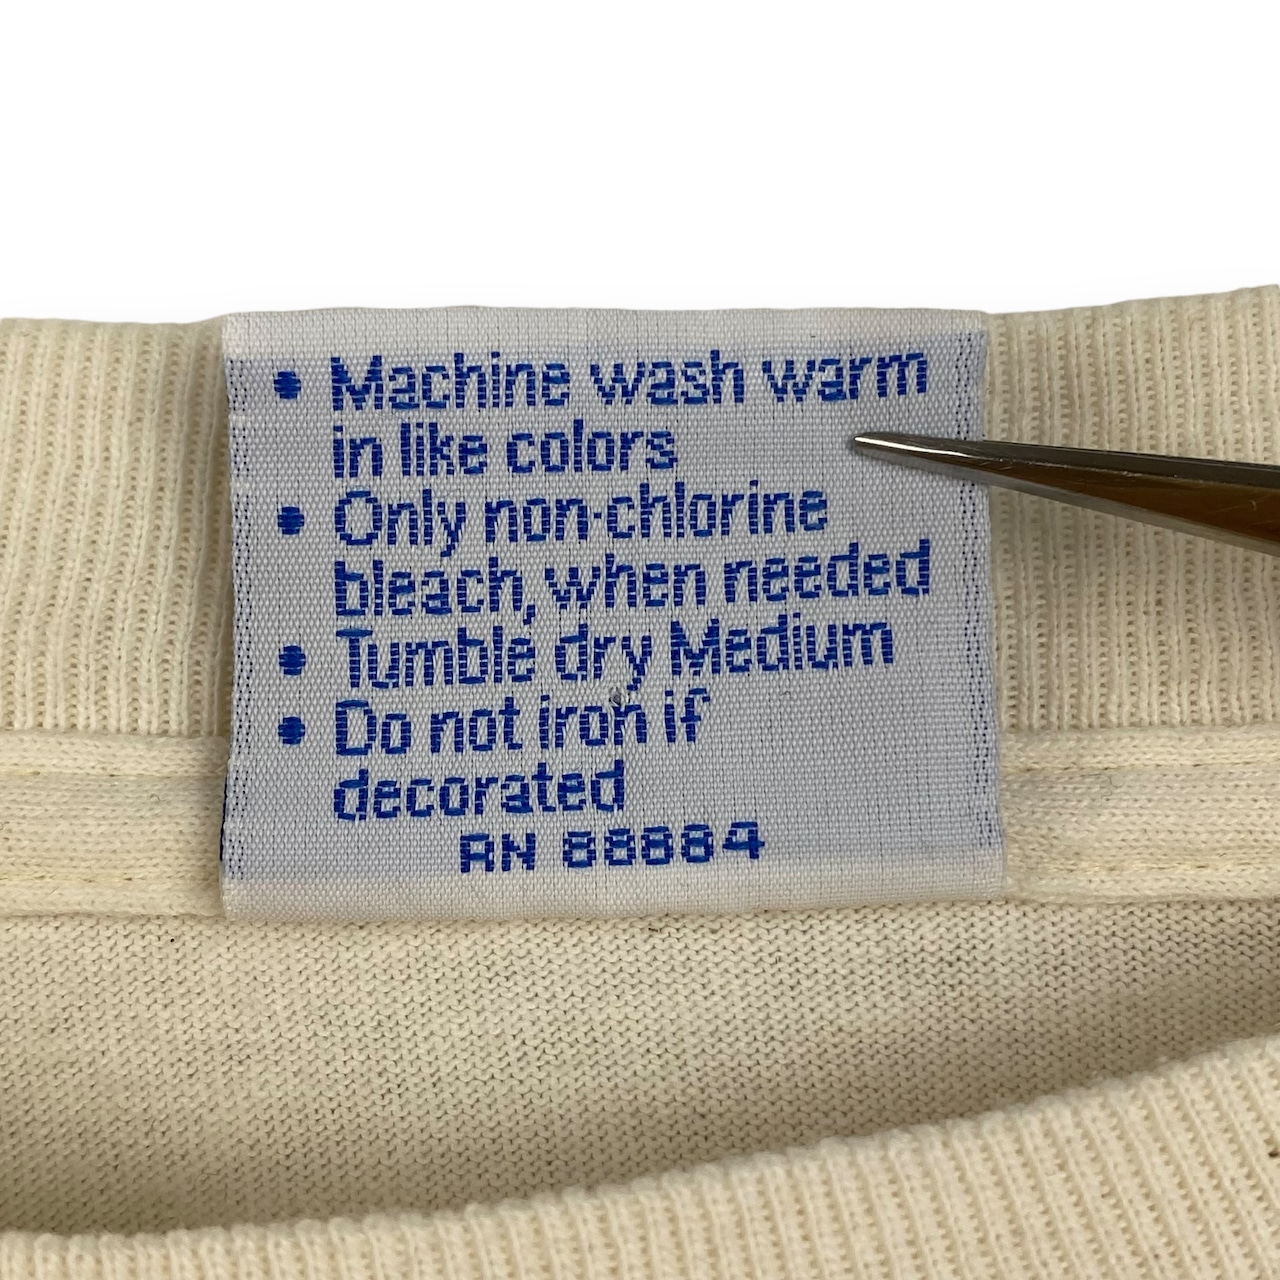 • Machine wash warm
in like colors
• Only non-chlorine
bleach, when needed
• Tumble dry Medium
• Do not iron if
decorated
RN 88884